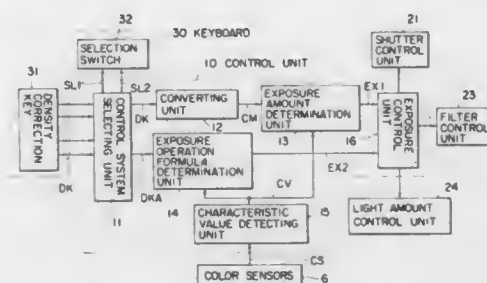 32
30 KEYBOARD
21
SELECTION
SWITCH
10 CONTROL UNIT
SHUTTER
CONTROL
UNIT
31
SL1
SL2
EX1
23
DENSITY
CORRECTION
KEY
CONTROL SYSTEM
SELECTING UNIT
DK
CONVERTING
UNIT
CM
EXPOSURE
AMOUNT
DETERMINATION
UNIT
EXPOSURE
CONTROL
UNIT
FILTER
CONTROL
UNIT
12
13
16
EXPOSURE
OPERATION
FORMULA
DETERMINATION
UNIT
EX2
DK
DKA
CV
24
11
14
CHARACTERISTIC
VALUE DETECTING
UNIT
15
LIGHT AMOUNT
CONTROL UNIT
CS
COLOR SENSORS
6